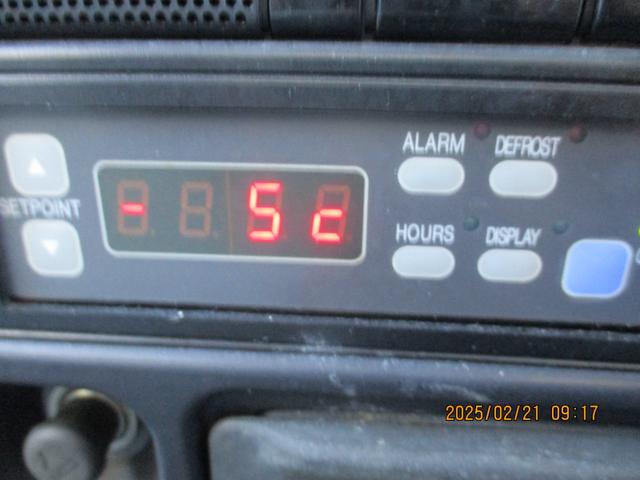 ALARM DEFROST
SETPOINT
- 5c
HOURS DISPLAY
2025/02/21 09:17